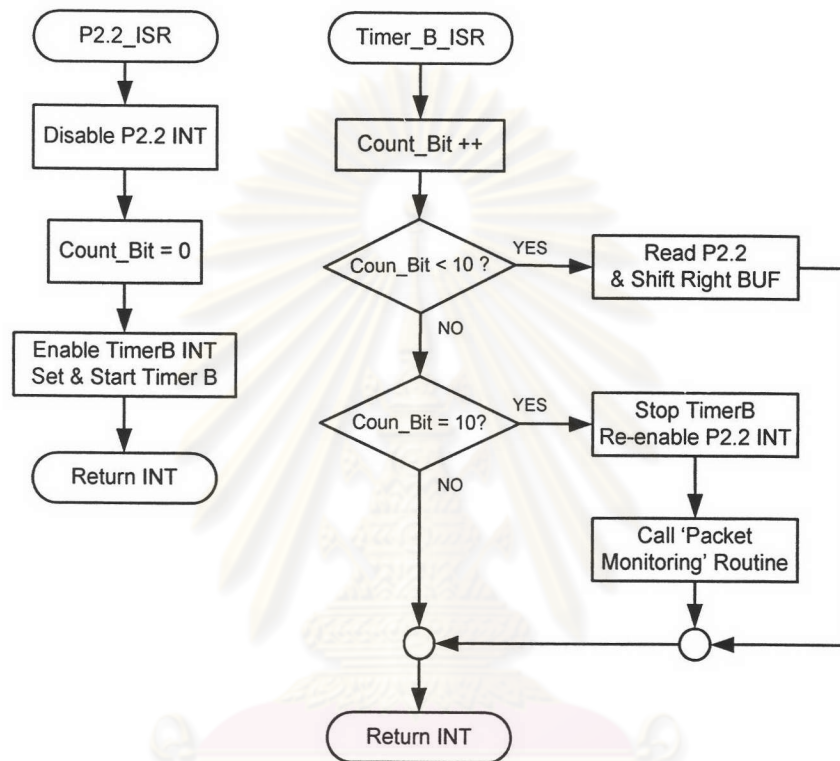 P2.2_ISR
Disable P2.2 INT
Count_Bit = 0
Enable TimerB INT
Set & Start Timer B
Return INT
Timer_B_ISR
Count_Bit ++
Coun_Bit < 10 ?
YES
Read P2.2
& Shift Right BUF
NO
Coun_Bit = 10?
YES
Stop TimerB
Re-enable P2.2 INT
NO
Call ‘Packet
Monitoring’ Routine
Return INT